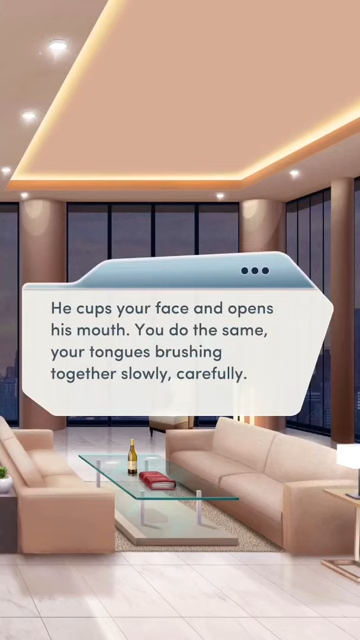 He cups your face and opens
his mouth. You do the same,
your tongues brushing
together slowly, carefully.